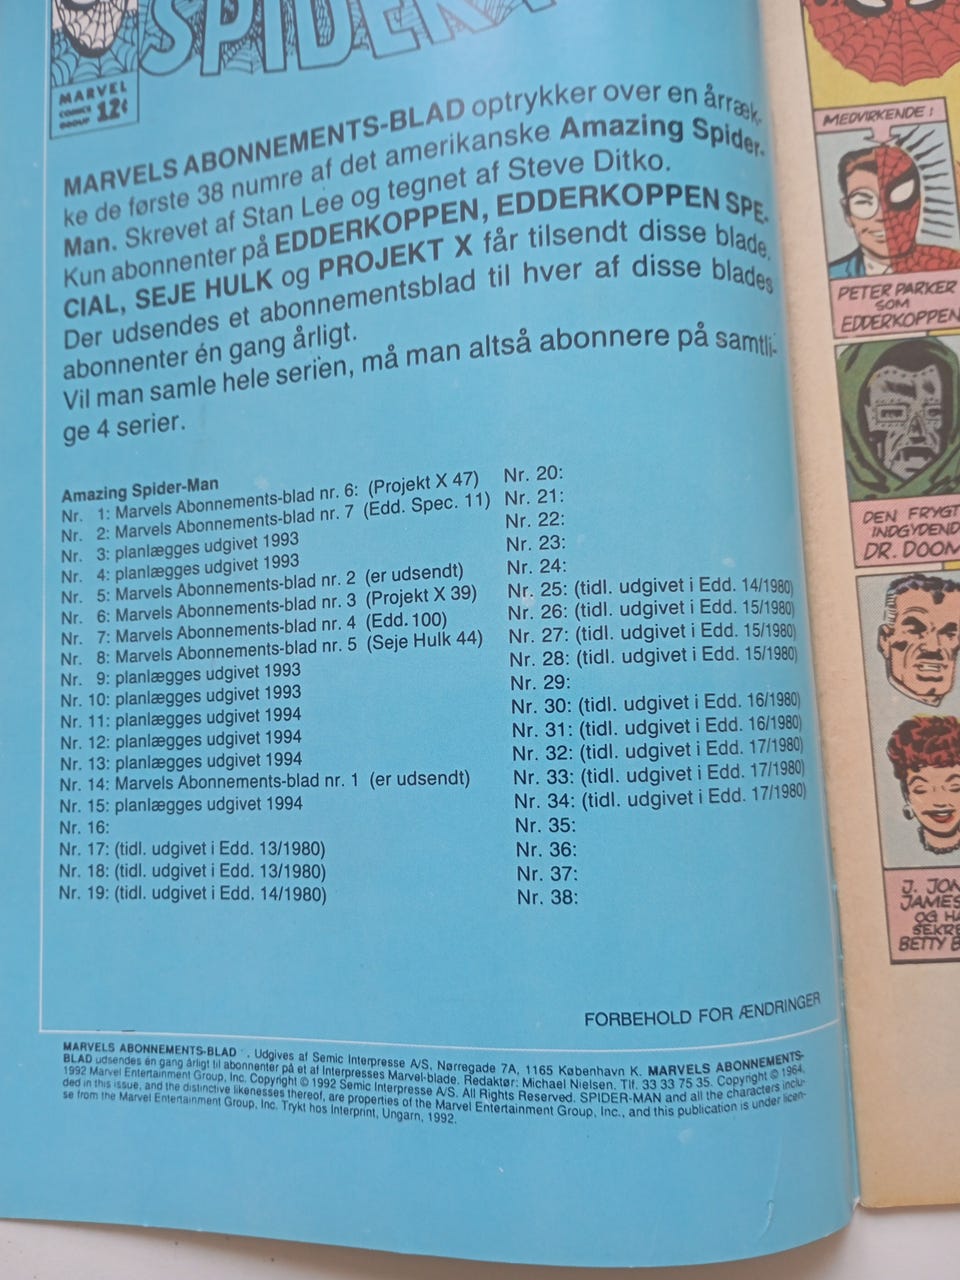 SPIDER
MARVEL
COMICS
GROUP 12¢
MARVELS ABONNEMENTS-BLAD optrykker over en årræk-
ke de første 38 numre af det amerikanske Amazing Spider-
Man. Skrevet af Stan Lee og tegnet af Steve Ditko.
Kun abonnenter på EDDERKOPPEN, EDDERKOPPEN SPE-
CIAL, SEJE HULK og PROJEKT X får tilsendt disse blade.
Der udsendes et abonnementsblad til hver af disse blades
abonnenter én gang årligt.
Vil man samle hele serien, må man altså abonnere på samtli-
ge 4 serier.
Amazing Spider-Man
Nr. 1: Marvels Abonnements-blad nr. 6: (Projekt X 47)
Nr. 2: Marvels Abonnements-blad nr. 7 (Edd. Spec. 11)
Nr. 3: planlægges udgivet 1993
Nr. 4: planlægges udgivet 1993
Nr. 5: Marvels Abonnements-blad nr. 2 (er udsendt)
Nr. 6: Marvels Abonnements-blad nr. 3 (Projekt X 39)
Nr. 7: Marvels Abonnements-blad nr. 4 (Edd. 100)
Nr. 8: Marvels Abonnements-blad nr. 5 (Seje Hulk 44)
Nr. 9: planlægges udgivet 1993
Nr. 10: planlægges udgivet 1993
Nr. 11: planlægges udgivet 1994
Nr. 12: planlægges udgivet 1994
Nr. 13: planlægges udgivet 1994
Nr. 14: Marvels Abonnements-blad nr. 1 (er udsendt)
Nr. 15: planlægges udgivet 1994
Nr. 16:
Nr. 17: (tidl. udgivet i Edd. 13/1980)
Nr. 18: (tidl. udgivet i Edd. 13/1980)
Nr. 19: (tidl. udgivet i Edd. 14/1980)
Nr. 20:
Nr. 21:
Nr. 22:
Nr. 23:
Nr. 24:
Nr. 25: (tidl. udgivet i Edd. 14/1980)
Nr. 26: (tidl. udgivet i Edd. 15/1980)
Nr. 27: (tidl. udgivet i Edd. 15/1980)
Nr. 28: (tidl. udgivet i Edd. 15/1980)
Nr. 29:
Nr. 30: (tidl. udgivet i Edd. 16/1980)
Nr. 31: (tidl. udgivet i Edd. 16/1980)
Nr. 32: (tidl. udgivet i Edd. 17/1980)
Nr. 33: (tidl. udgivet i Edd. 17/1980)
Nr. 34: (tidl. udgivet i Edd. 17/1980)
Nr. 35:
Nr. 36:
Nr. 37:
Nr. 38:
FORBEHOLD FOR ÆNDRINGER
MARVELS ABONNEMENTS-BLAD . Udgives af Semic Interpresse A/S, Nørregade 7A, 1165 København K. MARVELS ABONNEMENTS-
BLAD udsendes én gang årligt til abonnenter på et af Interpresses Marvel-blade. Redaktør: Michael Nielsen. Tlf. 33 33 75 35. Copyright © 1964,
1992 Marvel Entertainment Group, Inc. Copyright © 1992 Semic Interpresse A/S. All Rights Reserved. SPIDER-MAN and all the characters inclu-
ded in this issue, and the distinctive likenesses thereof, are properties of the Marvel Entertainment Group, Inc., and this publication is under licen-
se from the Marvel Entertainment Group, Inc. Trykt hos Interprint, Ungarn, 1992.
MEDVIRKENDE:
PETER PARKER
SOM
EDDERKOPPEN
DEN FRYGT
INDGYDEND
DR. DOOM
J. JON
JAMES
OG HA
SEKRE
BETTY B